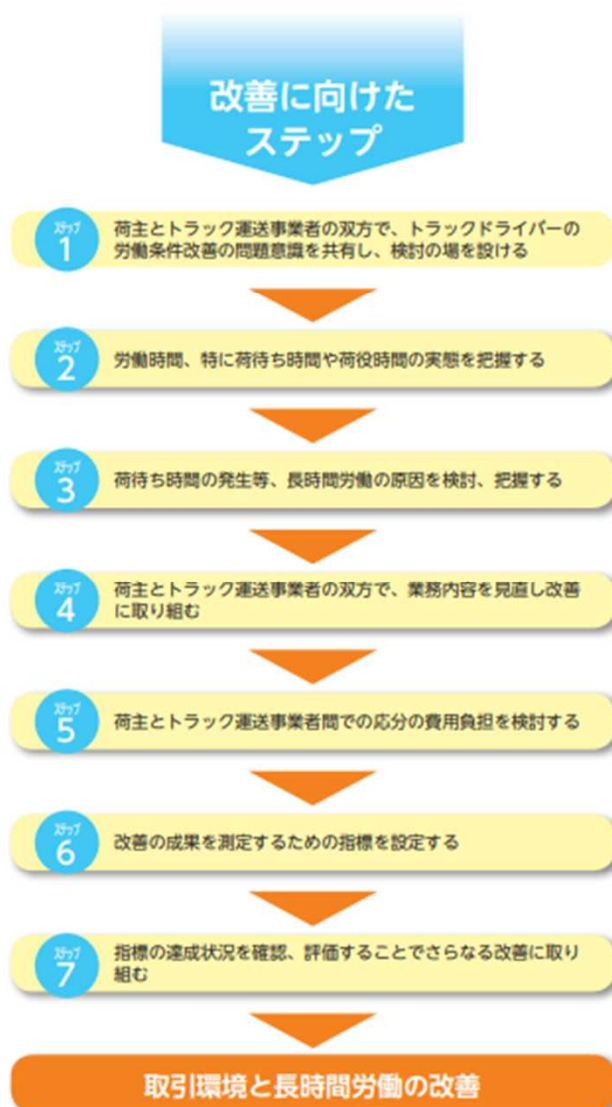 改善に向けた
ステップ
ステップ
1
荷主とトラック運送事業者の双方で、トラックドライバーの
労働条件改善の問題意識を共有し、検討の場を設ける
ステップ
2
労働時間、特に荷待ち時間や荷役時間の実態を把握する
ステップ
3
荷待ち時間の発生等、長時間労働の原因を検討、把握する
ステップ
4
荷主とトラック運送事業者の双方で、業務内容を見直し改善
に取り組む
ステップ
5
荷主とトラック運送事業者間での応分の費用負担を検討する
ステップ
6
改善の成果を測定するための指標を設定する
ステップ
7
指標の達成状況を確認、評価することでさらなる改善に取り
組む
取引環境と長時間労働の改善